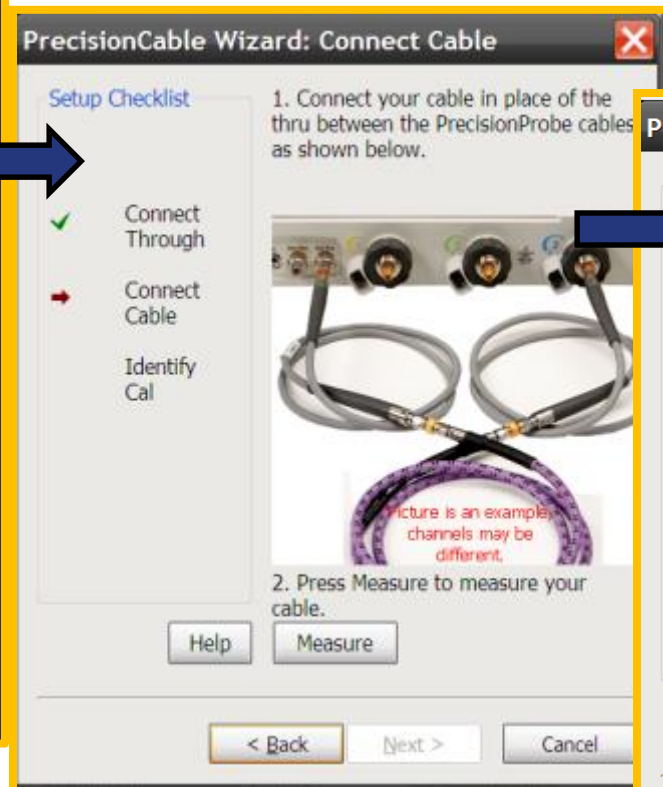 PrecisionCable Wizard: Connect Cable
Setup Checklist
Connect
Through
Connect
Cable
Identify
Cal
1. Connect your cable in place of the
thru between the PrecisionProbe cables
as shown below.
Picture is an example,
channels may be
different.
2. Press Measure to measure your
cable.
Help
Measure
< Back
Next >
Cancel
P